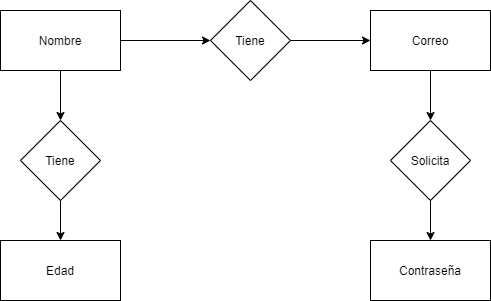 Nombre
Tiene
Correo
Tiene
Solicita
Edad
Contraseña